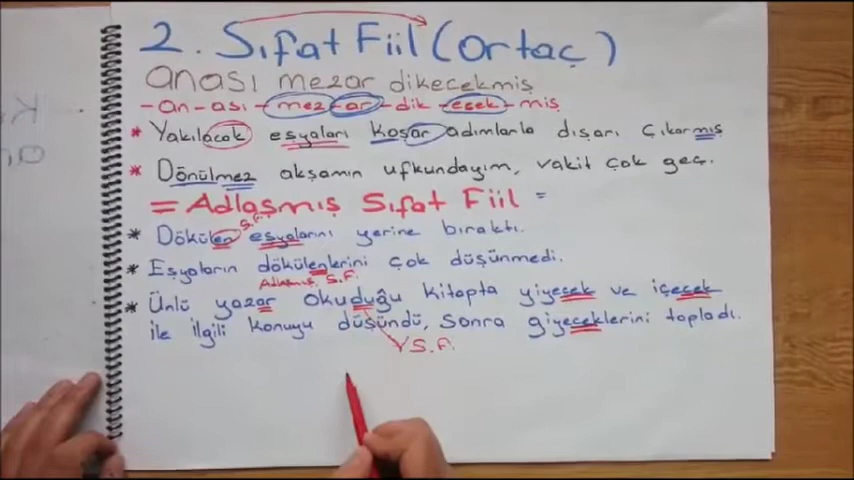 2. Sıfat Fiil (Ortaç)
anası mezar dikecekmiş
-an-ası-mez-ar-dik-ecek-miş
* Yakılacak eşyaları koşar adımlarla dışarı çıkarmış
* Dönülmez akşamın ufkundayım, vakit çok geç.
= Adlaşmış Sıfat Fiil =
S.F.
* Dökülen eşyalarını yerine bıraktı.
* Eşyaların dökülenlerini çok düşünmedi.
Adlaşmış. S.F.
* Ünlü yazar okuduğu kitapta yiyecek ve içecek
ile ilgili konuyu düşündü, sonra giyeceklerini topladı.
S.F.